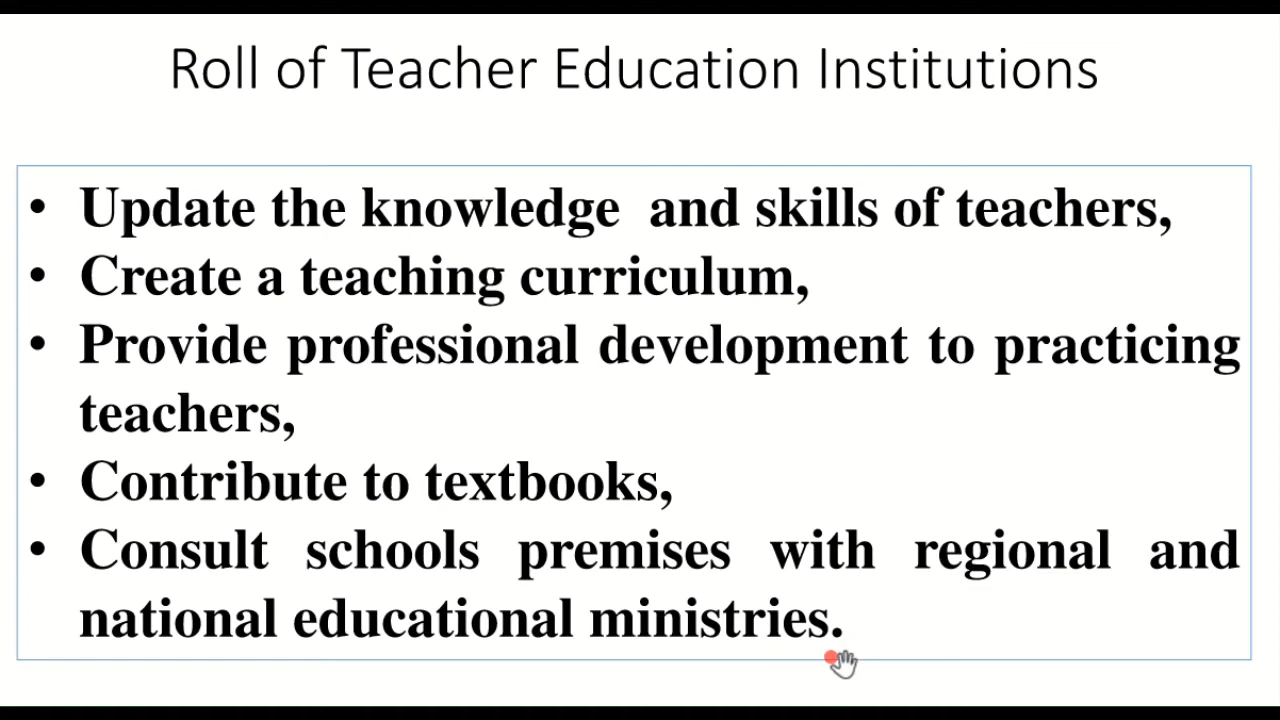 Roll of Teacher Education Institutions
• Update the knowledge and skills of teachers,
• Create a teaching curriculum,
• Provide professional development to practicing
teachers,
• Contribute to textbooks,
• Consult schools premises with regional and
national educational ministries.